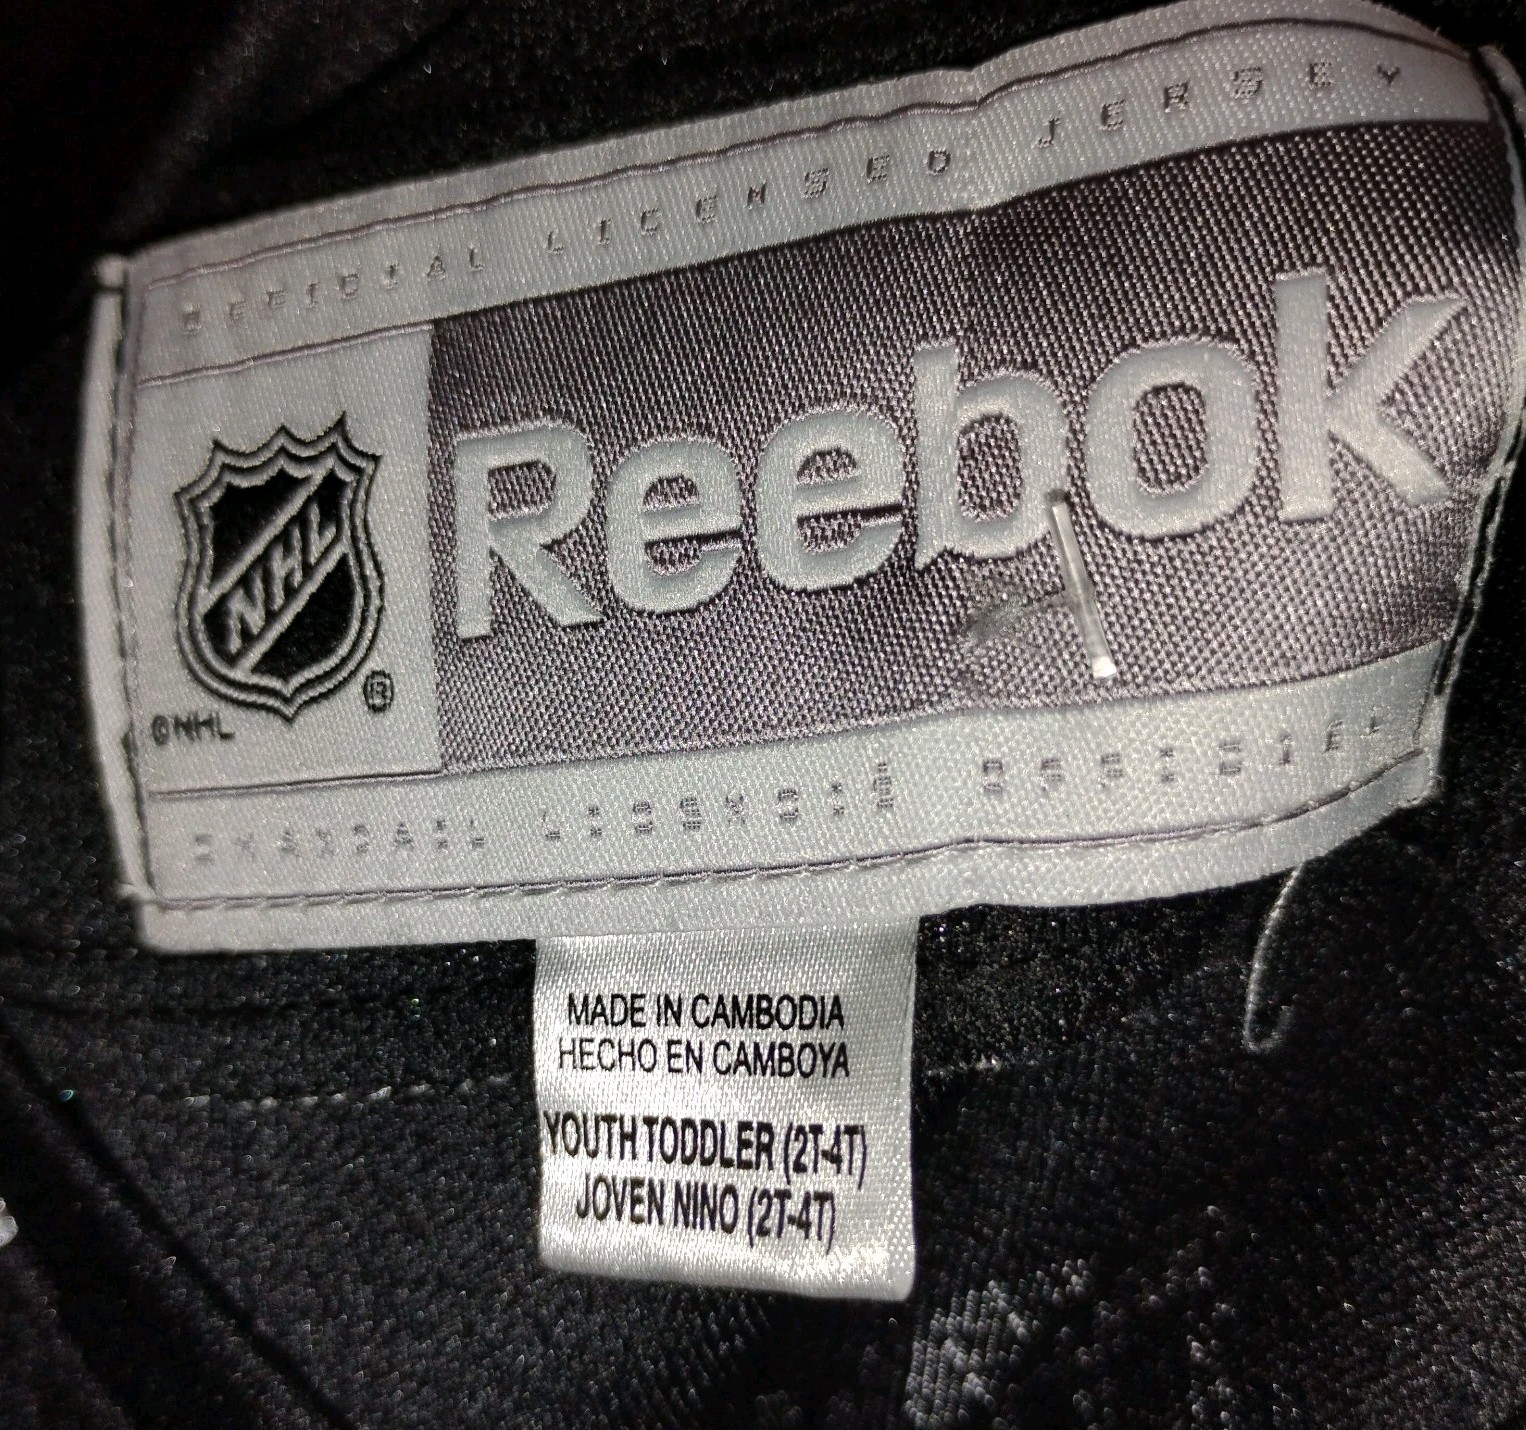 OFFICIAL LICENSED JERSEY
NHL
®
©NHL
Reebok
MADE IN CAMBODIA
HECHO EN CAMBOYA
YOUTH TODDLER (2T-4T)
JOVEN NINO (2T-4T)